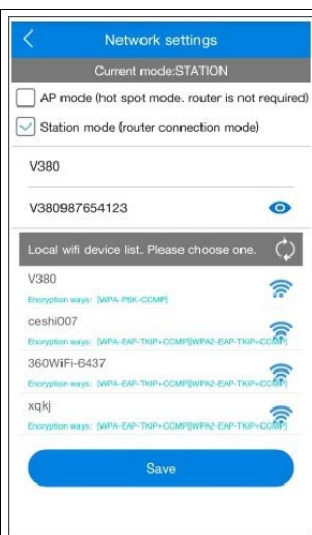 Network settings
Current mode:STATION
AP mode (hot spot mode. router is not required)
Station mode (router connection mode)
V380
V380987654123
Local wifi device list. Please choose one.
V380
Encryption ways: [WPA-PSK-CCMP]
ceshi007
Encryption ways: [WPA-EAP-TKIP+CCMP][WPA2-EAP-TKIP+CCMP]
360WiFi-6437
Encryption ways: [WPA-EAP-TKIP+CCMP][WPA2-EAP-TKIP+CCMP]
xqkj
Encryption ways: [WPA-EAP-TKIP+CCMP][WPA2-EAP-TKIP+CCMP]
Save